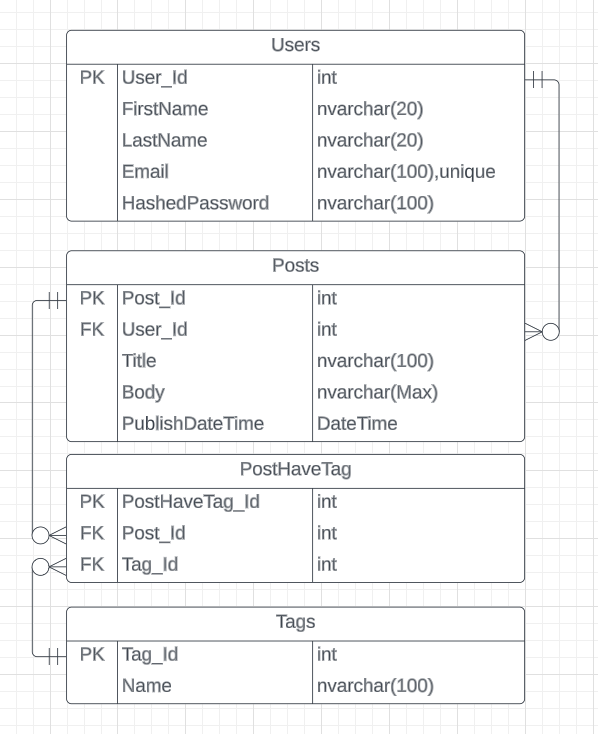 Users
PK User_Id int
FirstName nvarchar(20)
LastName nvarchar(20)
Email nvarchar(100),unique
HashedPassword nvarchar(100)
Posts
PK Post_Id int
FK User_Id int
Title nvarchar(100)
Body nvarchar(Max)
PublishDateTime DateTime
PostHaveTag
PK PostHaveTag_Id int
FK Post_Id int
FK Tag_Id int
Tags
PK Tag_Id int
Name nvarchar(100)